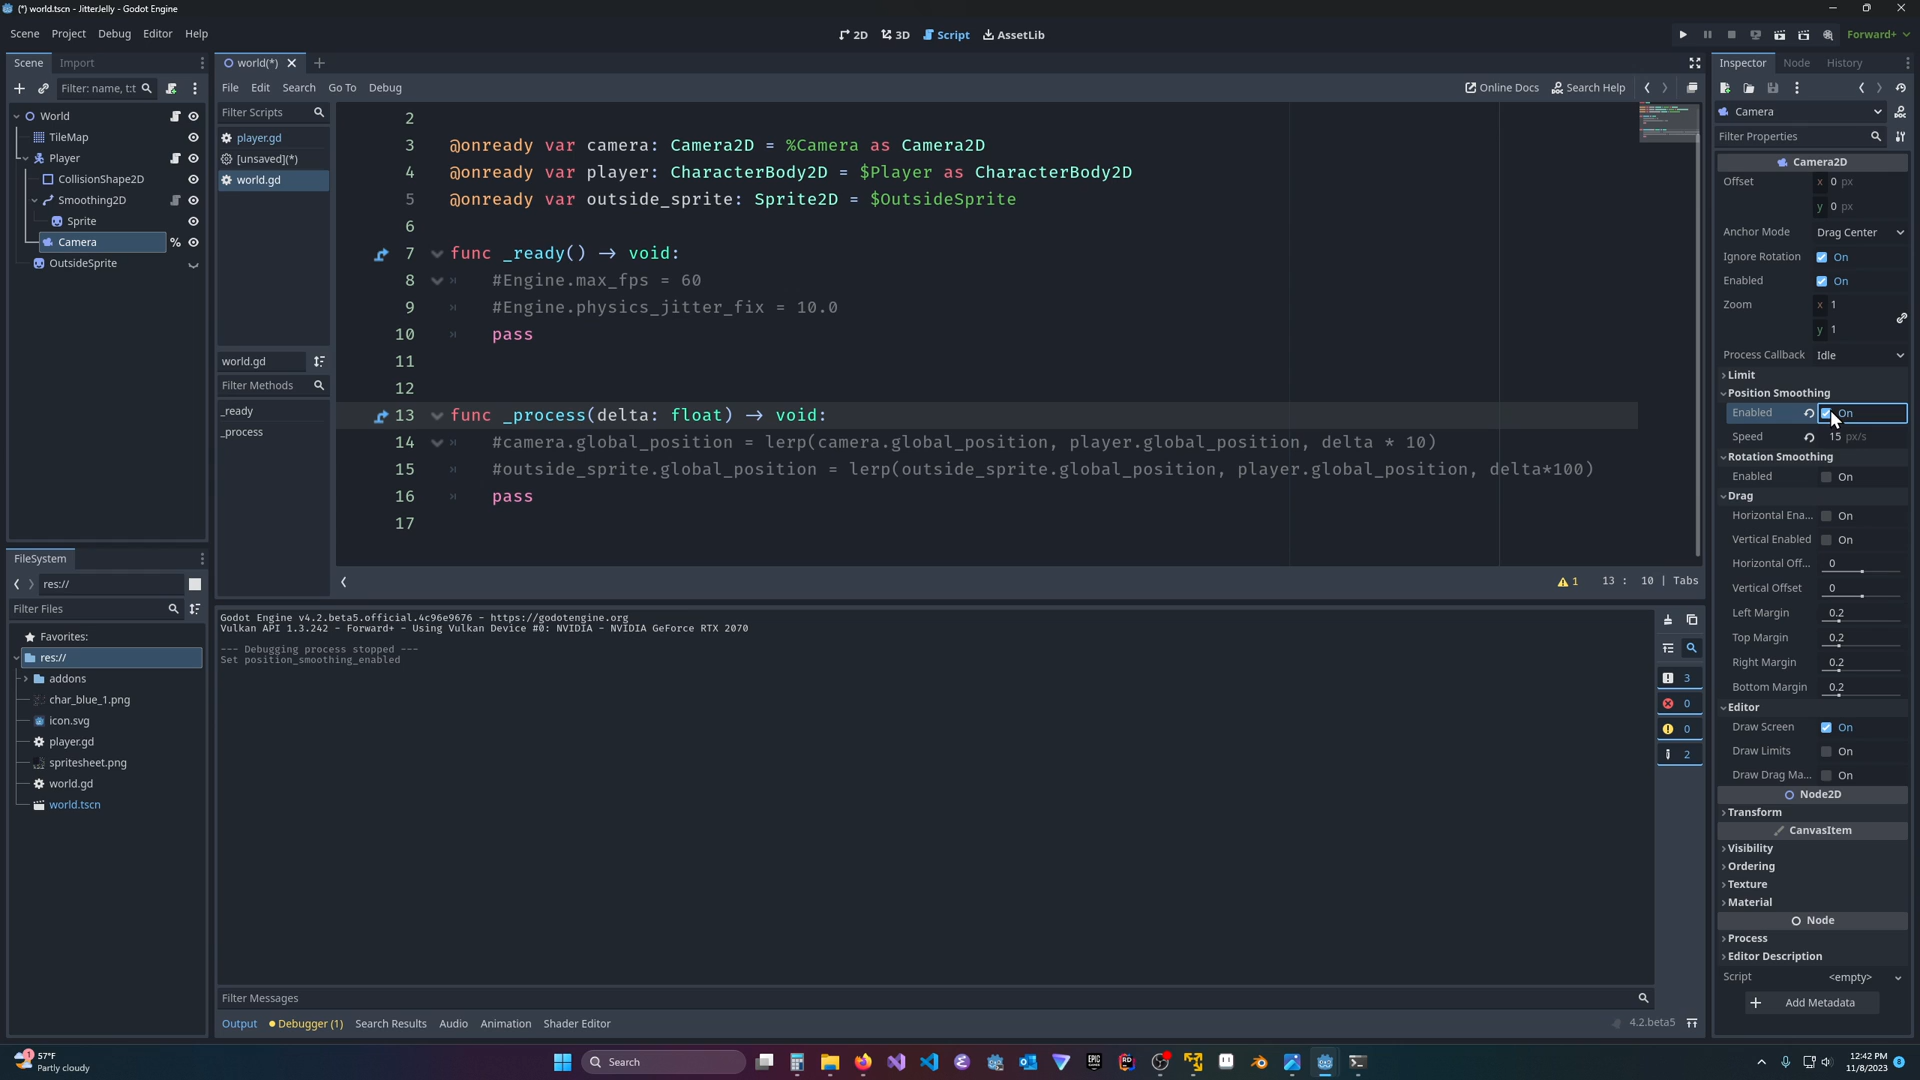 (*) world.tscn - JitterJelly - Godot Engine
Scene Project Debug Editor Help
2D 3D Script AssetLib
Forward+
Scene Import
Filter: name, t:t
World
TileMap
Player
CollisionShape2D
Smoothing2D
Sprite
Camera %
OutsideSprite
FileSystem
res://
Filter Files
Favorites:
res://
addons
char_blue_1.png
icon.svg
player.gd
spritesheet.png
world.gd
world.tscn
world(*)
File Edit Search Go To Debug
Online Docs Search Help
Filter Scripts
player.gd
[unsaved](*)
world.gd
world.gd
Filter Methods
_ready
_process
2
3 @onready var camera: Camera2D = %Camera as Camera2D
4 @onready var player: CharacterBody2D = $Player as CharacterBody2D
5 @onready var outside_sprite: Sprite2D = $OutsideSprite
6
7 func _ready() -> void:
8 #Engine.max_fps = 60
9 #Engine.physics_jitter_fix = 10.0
10 pass
11
12
13 func _process(delta: float) -> void:
14 #camera.global_position = lerp(camera.global_position, player.global_position, delta * 10)
15 #outside_sprite.global_position = lerp(outside_sprite.global_position, player.global_position, delta*100)
16 pass
17
1 13 : 10 | Tabs
Godot Engine v4.2.beta5.official.4c96e9676 - https://godotengine.org
Vulkan API 1.3.242 - Forward+ - Using Vulkan Device #0: NVIDIA - NVIDIA GeForce RTX 2070
--- Debugging process stopped ---
Set position_smoothing_enabled
3
0
0
2
Filter Messages
Output Debugger (1) Search Results Audio Animation Shader Editor
4.2.beta5
Inspector Node History
Camera
Filter Properties
Camera2D
Offset x 0 px
y 0 px
Anchor Mode Drag Center
Ignore Rotation On
Enabled On
Zoom x 1
y 1
Process Callback Idle
Limit
Position Smoothing
Enabled On
Speed 15 px/s
Rotation Smoothing
Enabled On
Drag
Horizontal Ena... On
Vertical Enabled On
Horizontal Off... 0
Vertical Offset 0
Left Margin 0.2
Top Margin 0.2
Right Margin 0.2
Bottom Margin 0.2
Editor
Draw Screen On
Draw Limits On
Draw Drag Ma... On
Node2D
Transform
CanvasItem
Visibility
Ordering
Texture
Material
Node
Process
Editor Description
Script <empty>
Add Metadata
1 57°F
Partly cloudy
Search
12:42 PM
11/8/2023 8